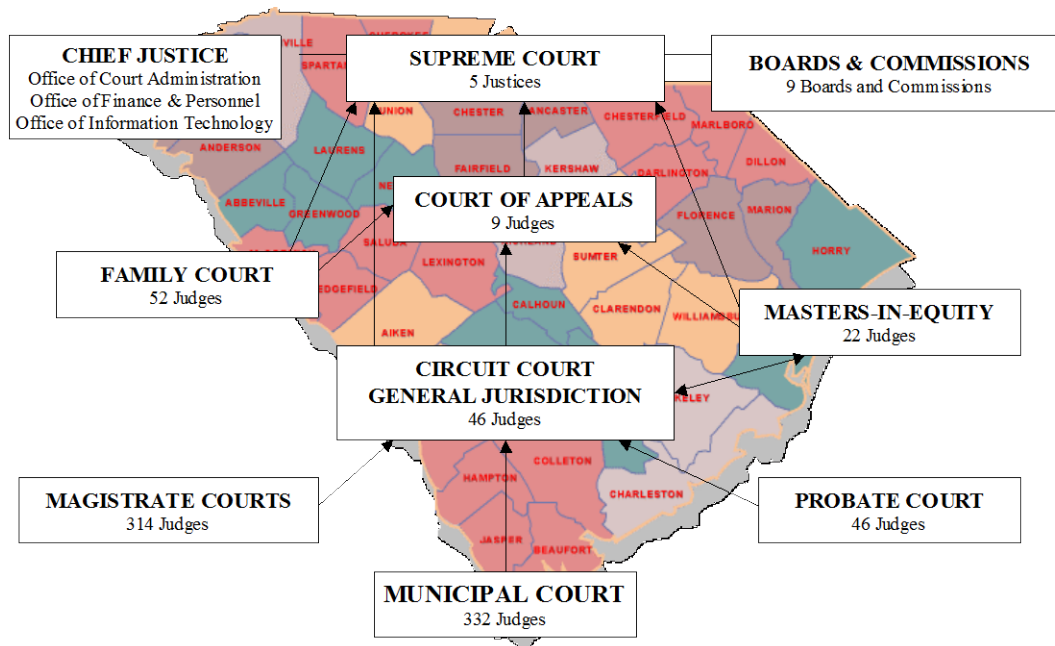 CHIEF JUSTICE
Office of Court Administration
Office of Finance & Personnel
Office of Information Technology
SUPREME COURT
5 Justices
BOARDS & COMMISSIONS
9 Boards and Commissions
UNION
CHESTER
CHESTERFIELD
MARLBORO
DILLON
ANDERSON
LAURENS
FAIRFIELD
KERSHAW
DARLINGTON
ABBEVILLE
GREENWOOD
COURT OF APPEALS
9 Judges
FLORENCE
MARION
HORRY
SALUDA
LEXINGTON
SUMTER
FAMILY COURT
52 Judges
CALHOUN
CLARENDON
AIKEN
MASTERS-IN-EQUITY
22 Judges
CIRCUIT COURT
GENERAL JURISDICTION
46 Judges
COLLETON
HAMPTON
CHARLESTON
MAGISTRATE COURTS
314 Judges
PROBATE COURT
46 Judges
JASPER
BEAUFORT
MUNICIPAL COURT
332 Judges